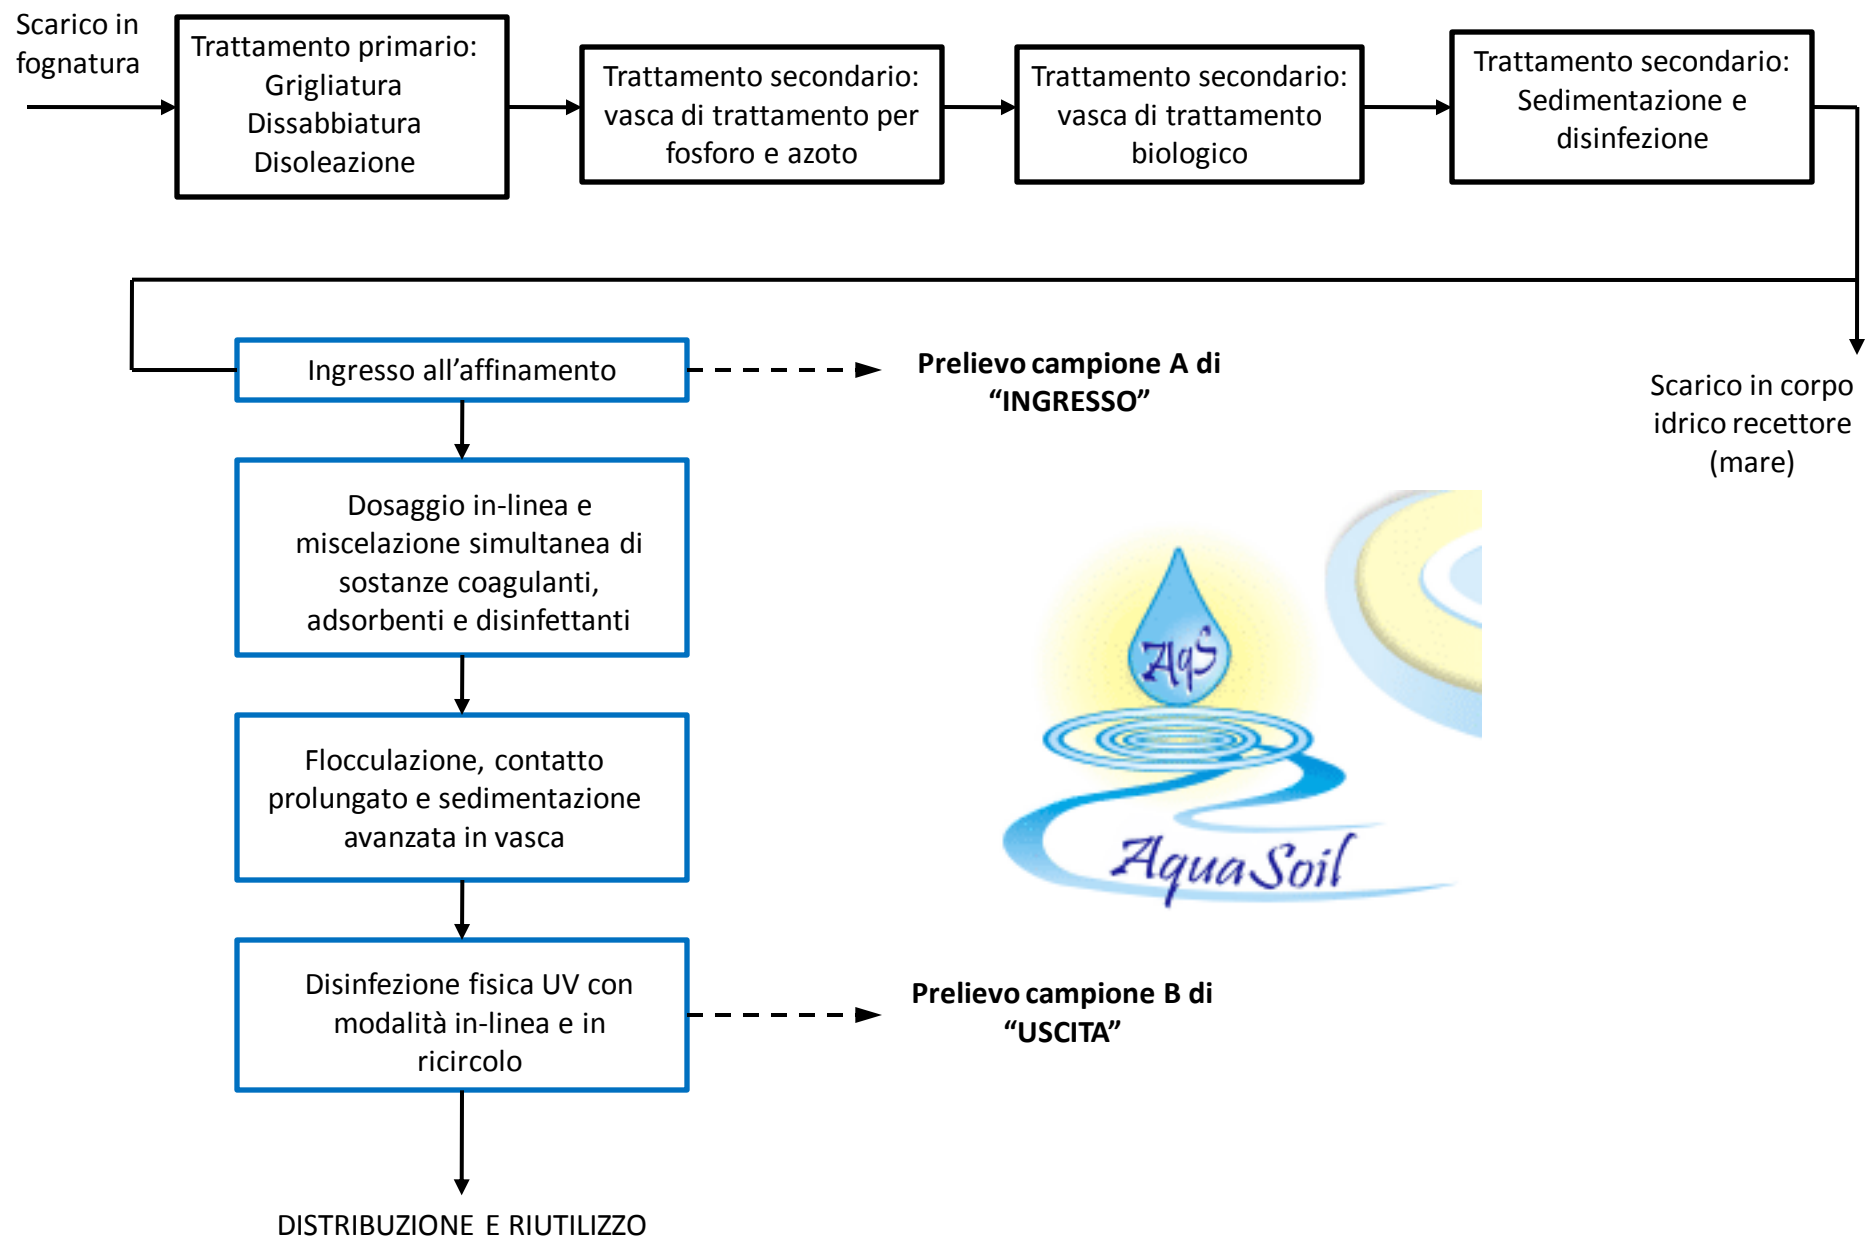 Scarico in
fognatura
Trattamento primario:
Grigliatura
Dissabbiatura
Disoleazione
Trattamento secondario:
vasca di trattamento per
fosforo e azoto
Trattamento secondario:
vasca di trattamento
biologico
Trattamento secondario:
Sedimentazione e
disinfezione
Ingresso all’affinamento
Prelievo campione A di
“INGRESSO”
Scarico in corpo
idrico recettore
(mare)
Dosaggio in-linea e
miscelazione simultanea di
sostanze coagulanti,
adsorbenti e disinfettanti
AqS
AquaSoil
Flocculazione, contatto
prolungato e sedimentazione
avanzata in vasca
Disinfezione fisica UV con
modalità in-linea e in
ricircolo
Prelievo campione B di
“USCITA”
DISTRIBUZIONE E RIUTILIZZO